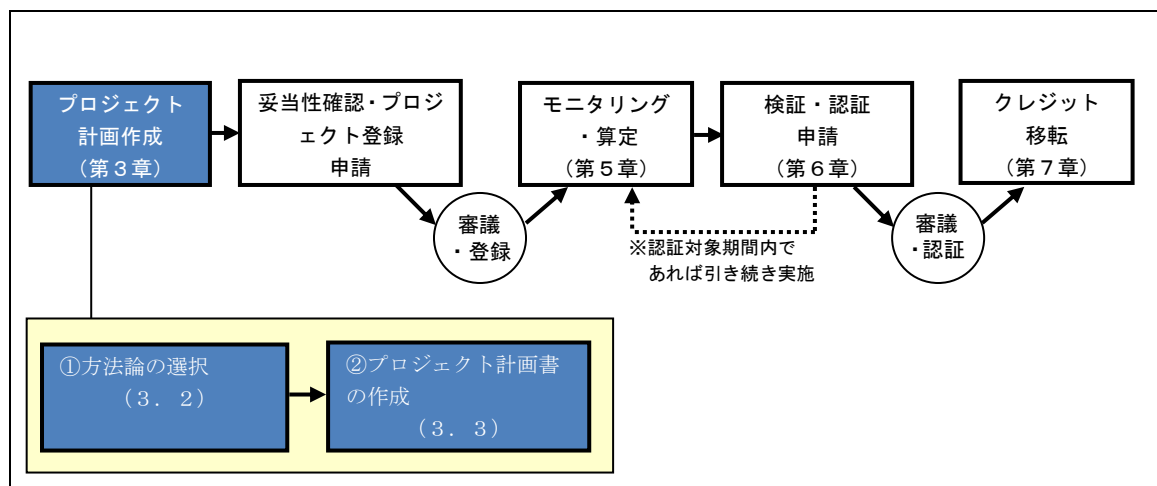 プロジェクト
計画作成
（第３章）
妥当性確認・プロジ
ェクト登録
申請
モニタリング
・算定
（第５章）
検証・認証
申請
（第６章）
クレジット
移転
（第７章）
審議
・登録
※認証対象期間内で
あれば引き続き実施
審議
・認証
①方法論の選択
（３．２）
②プロジェクト計画書
の作成
（３．３）